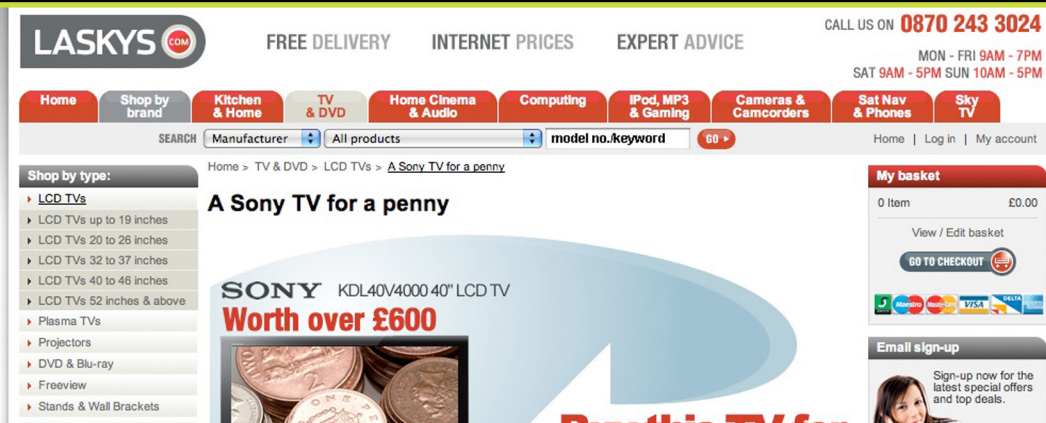 LASKYS COM
FREE DELIVERY INTERNET PRICES EXPERT ADVICE
CALL US ON 0870 243 3024
MON - FRI 9AM - 7PM
SAT 9AM - 5PM SUN 10AM - 5PM
Home
Shop by
brand
Kitchen
& Home
TV
& DVD
Home Cinema
& Audio
Computing
iPod, MP3
& Gaming
Cameras &
Camcorders
Sat Nav
& Phones
Sky
TV
SEARCH Manufacturer All products model no./keyword GO
Home | Log in | My account
Home > TV & DVD > LCD TVs > A Sony TV for a penny
Shop by type:
LCD TVs
LCD TVs up to 19 inches
LCD TVs 20 to 26 inches
LCD TVs 32 to 37 inches
LCD TVs 40 to 46 inches
LCD TVs 52 inches & above
Plasma TVs
Projectors
DVD & Blu-ray
Freeview
Stands & Wall Brackets
A Sony TV for a penny
SONY KDL40V4000 40" LCD TV
Worth over £600
ONE PE
Buy this TV for
My basket
0 Item £0.00
View / Edit basket
GO TO CHECKOUT
Maestro MasterCard VISA DELTA
Email sign-up
Sign-up now for the
latest special offers
and top deals.